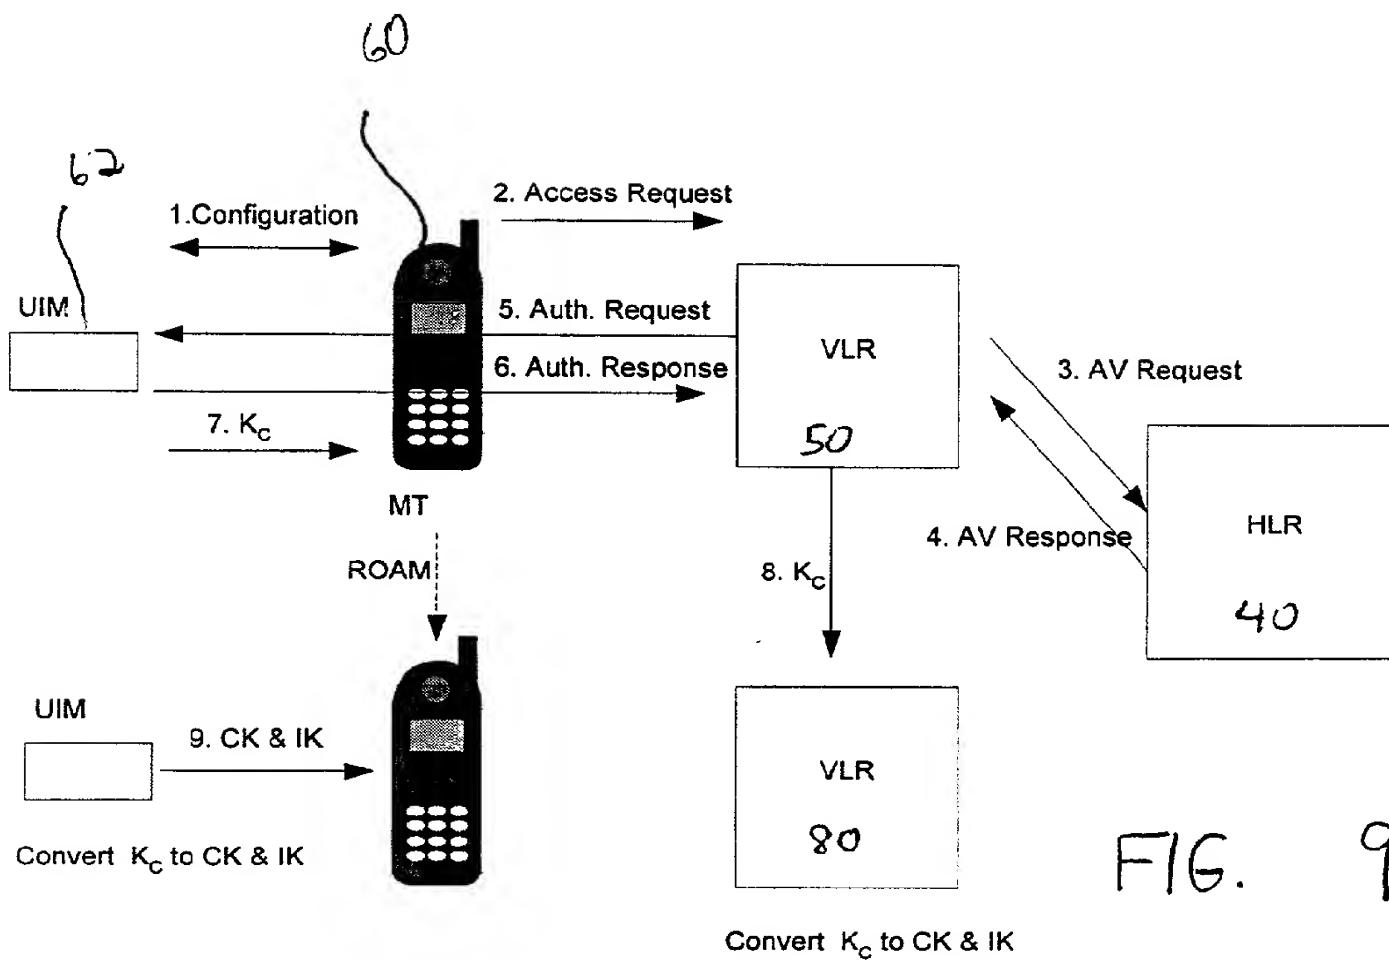 60
62
2. Access Request
1.Configuration
UIM
5. Auth. Request
VLR
6. Auth. Response
3. AV Request
7. KC
50
MT
4. AV Response
HLR
ROAM
8. KC
40
UIM
9. CK & IK
VLR
80
Convert KC to CK & IK
FIG. 9
Convert KC to CK & IK